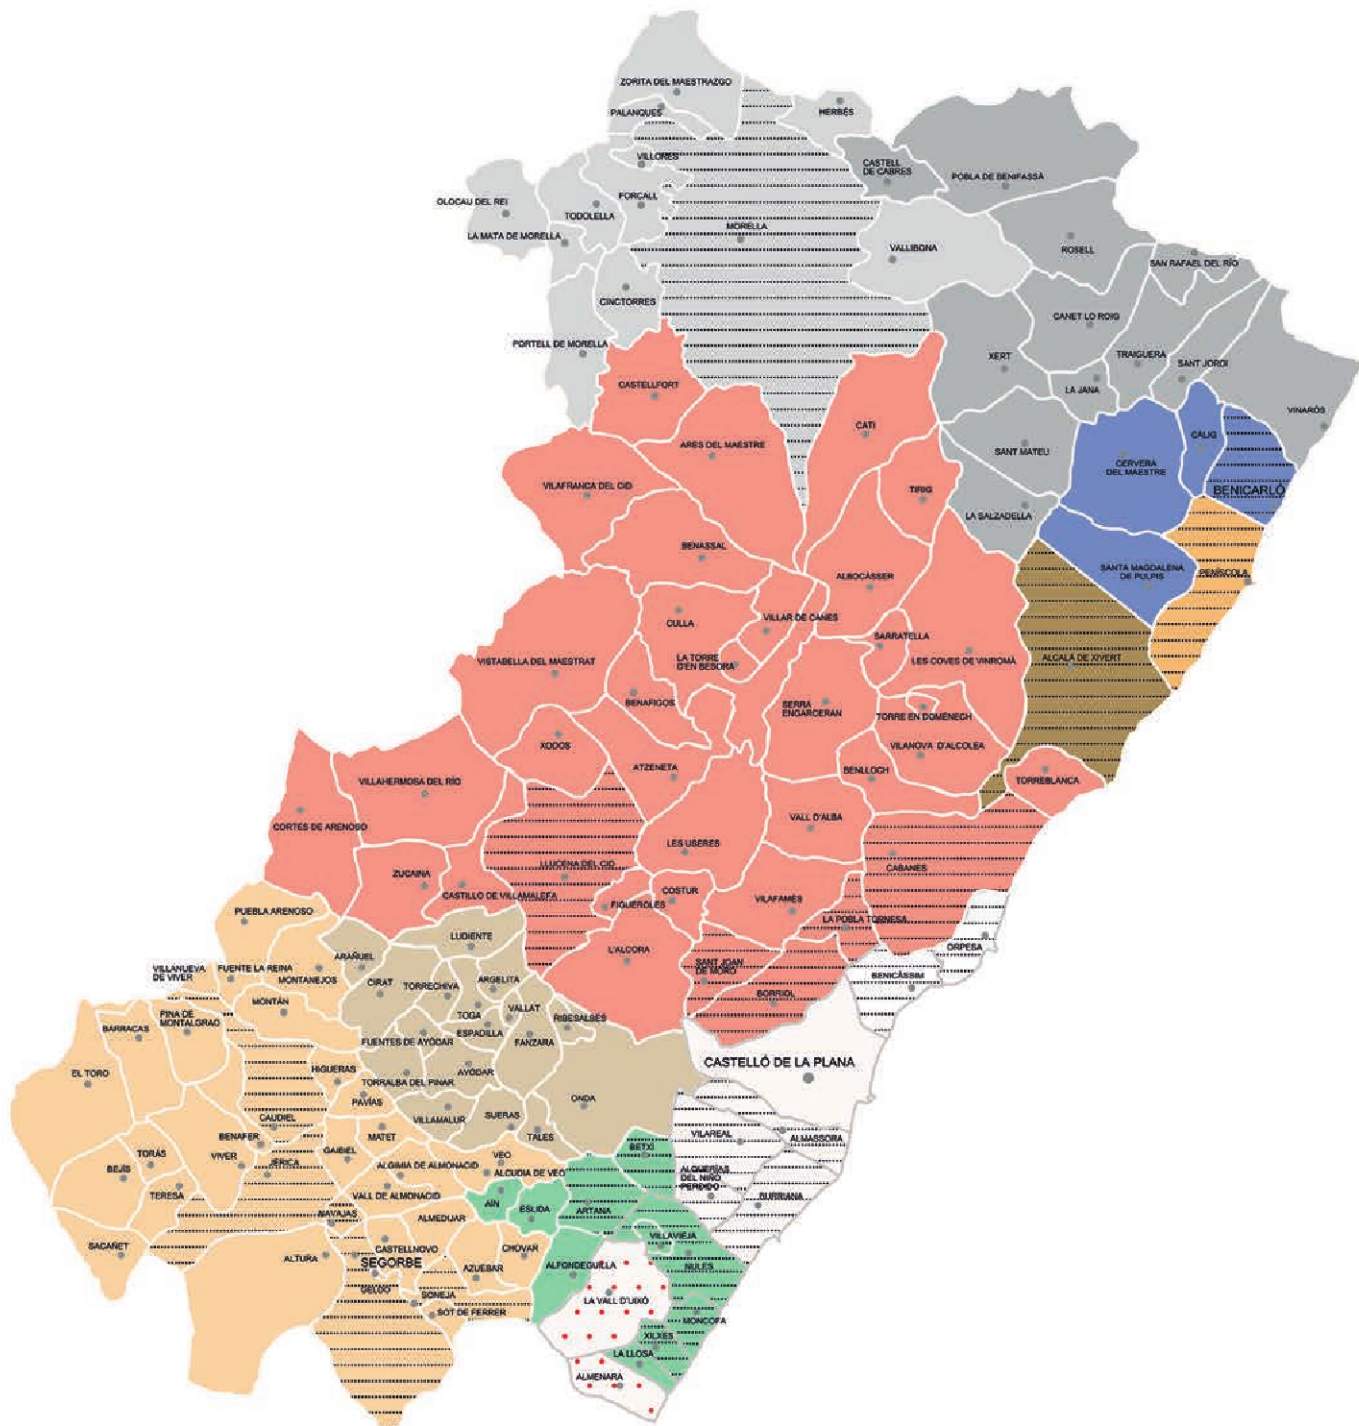 ZORITA DEL MAESTRAZGO
PALANQUES
HERBÉS
VILLORES
CASTELL
DE CABRES
POBLA DE BENIFASSÀ
OLOCAU DEL REI
TODOLELLA
FORCALL
LA MATA DE MORELLA
MORELLA
VALLIBONA
ROSELL
SAN RAFAEL DEL RÍO
CINCTORRES
CANET LO ROIG
PORTELL DE MORELLA
XERT
TRAIGUERA
SANT JORDI
LA JANA
CASTELLFORT
VINARÒS
CATÍ
ARES DEL MAESTRE
CÀLIG
SANT MATEU
CERVERA
DEL MAESTRE
VILAFRANCA DEL CID
TIRIG
BENICARLÓ
LA SALZADELLA
BENASSAL
SANTA MAGDALENA
DE PULPIS
PENÍSCOLA
ALBOCÀSSER
CULLA
VILLAR DE CANES
SARRATELLA
VISTABELLA DEL MAESTRAT
LA TORRE
D'EN BESORA
LES COVES DE VINROMÀ
ALCALÀ DE XIVERT
BENAFIGOS
SERRA
ENGARCERAN
TORRE EN DOMÉNECH
XODOS
VILANOVA D'ALCOLEA
ATZENETA
BENLLOCH
VILLAHERMOSA DEL RÍO
TORREBLANCA
CORTES DE ARENOSO
VALL D'ALBA
LES USERES
LLUCENA DEL CID
CABANES
ZUCAINA
CASTILLO DE VILLAMALEFA
COSTUR
VILAFAMÉS
FIGUEROLES
PUEBLA ARENOSO
LA POBLA TORNESA
LUDIENTE
L'ALCORA
ORPESA
ARAÑUEL
SANT JOAN
DE MORÓ
VILLANUEVA
DE VIVER
FUENTE LA REINA
MONTANEJOS
BENICÀSSIM
ARGELITA
CIRAT
TORRECHIVA
BORRIOL
MONTÁN
VALLAT
TOGA
RIBESALBES
PINA DE
MONTALGRAO
BARRACAS
ESPADILLA
FANZARA
FUENTES DE AYÓDAR
CASTELLÓ DE LA PLANA
HIGUERAS
AYÓDAR
EL TORO
TORRALBA DEL PINAR
PAVÍAS
ONDA
VILLAMALUR
SUERAS
CAUDIEL
MATET
TALES
VILAREAL
ALMASSORA
BENAFER
GAIBIEL
BETXÍ
VEO
TORÁS
VIVER
JÉRICA
ALGIMIA DE ALMONACID
ALCUDIA DE VEO
ALQUERÍAS
DEL NIÑO
PERDIDO
BEJÍS
TERESA
VALL DE ALMONACID
AÍN
BURRIANA
NAVAJAS
ALMEDIJAR
ESLIDA
ARTANA
VILLAVIEJA
SACAÑET
ALTURA
CASTELLNOVO
CHOVAR
SEGORBE
AZUEBAR
ALFONDEGUILLA
NULES
GELDO
SONEJA
LA VALL D'UIXÓ
SOT DE FERRER
MONCOFA
XILXES
LA LLOSA
ALMENARA